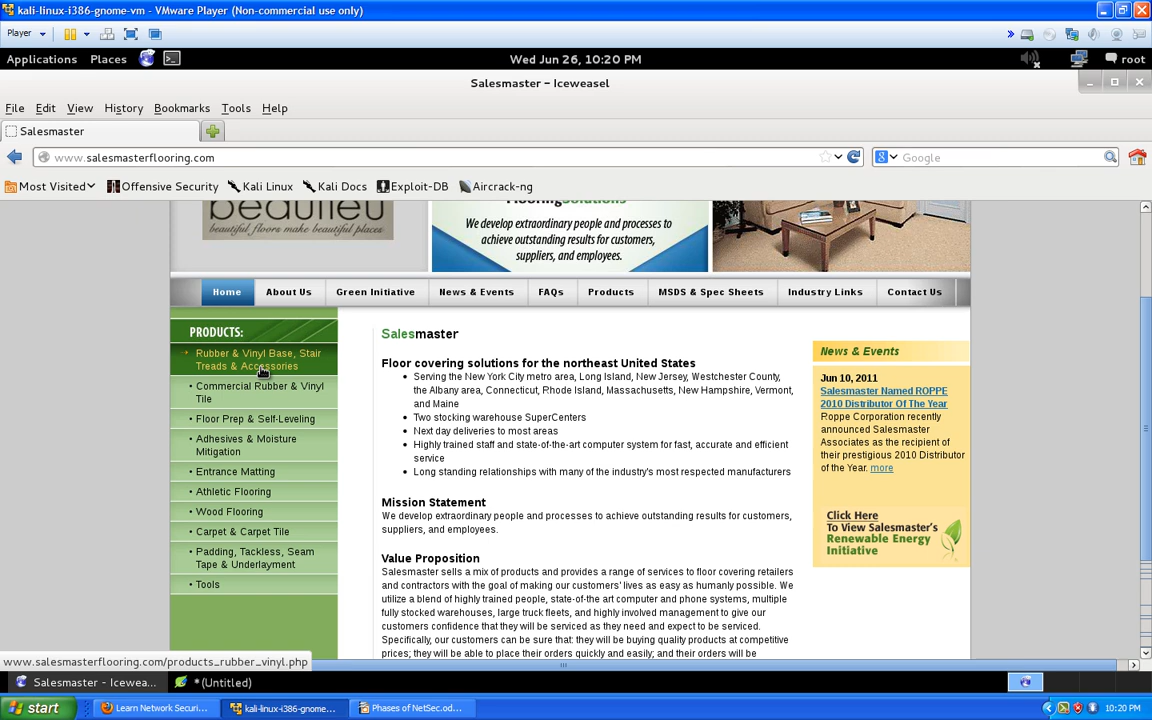 kali-linux-i386-gnome-vm - VMware Player (Non-commercial use only)
Player
Applications Places Wed Jun 26, 10:20 PM root
Salesmaster - Iceweasel
File Edit View History Bookmarks Tools Help
Salesmaster
www.salesmasterflooring.com Google
Most Visited Offensive Security Kali Linux Kali Docs Exploit-DB Aircrack-ng
beaulieu
beautiful floors make beautiful places
FlooringSolutions
We develop extraordinary people and processes to
achieve outstanding results for customers,
suppliers, and employees.
Home About Us Green Initiative News & Events FAQs Products MSDS & Spec Sheets Industry Links Contact Us
PRODUCTS:
Rubber & Vinyl Base, Stair
Treads & Accessories
• Commercial Rubber & Vinyl
Tile
• Floor Prep & Self-Leveling
• Adhesives & Moisture
Mitigation
• Entrance Matting
• Athletic Flooring
• Wood Flooring
• Carpet & Carpet Tile
• Padding, Tackless, Seam
Tape & Underlayment
• Tools
Salesmaster
Floor covering solutions for the northeast United States
• Serving the New York City metro area, Long Island, New Jersey, Westchester County,
the Albany area, Connecticut, Rhode Island, Massachusetts, New Hampshire, Vermont,
and Maine
• Two stocking warehouse SuperCenters
• Next day deliveries to most areas
• Highly trained staff and state-of-the-art computer system for fast, accurate and efficient
service
• Long standing relationships with many of the industry's most respected manufacturers
Mission Statement
We develop extraordinary people and processes to achieve outstanding results for customers,
suppliers, and employees.
Value Proposition
Salesmaster sells a mix of products and provides a range of services to floor covering retailers
and contractors with the goal of making our customers' lives as easy as humanly possible. We
utilize a blend of highly trained people, state-of-the art computer and phone systems, multiple
fully stocked warehouses, large truck fleets, and highly involved management to give our
customers confidence that they will be serviced as they need and expect to be serviced.
Specifically, our customers can be sure that: they will be buying quality products at competitive
prices; they will be able to place their orders quickly and easily; and their orders will be
News & Events
Jun 10, 2011
Salesmaster Named ROPPE
2010 Distributor Of The Year
Roppe Corporation recently
announced Salesmaster
Associates as the recipient of
their prestigious 2010 Distributor
of the Year. more
Click Here
To View Salesmaster's
Renewable Energy
Initiative
www.salesmasterflooring.com/products_rubber_vinyl.php
Salesmaster - Icewea... *(Untitled)
start Learn Network Securi... kali-linux-i386-gnome... Phases of NetSec.od... 10:20 PM